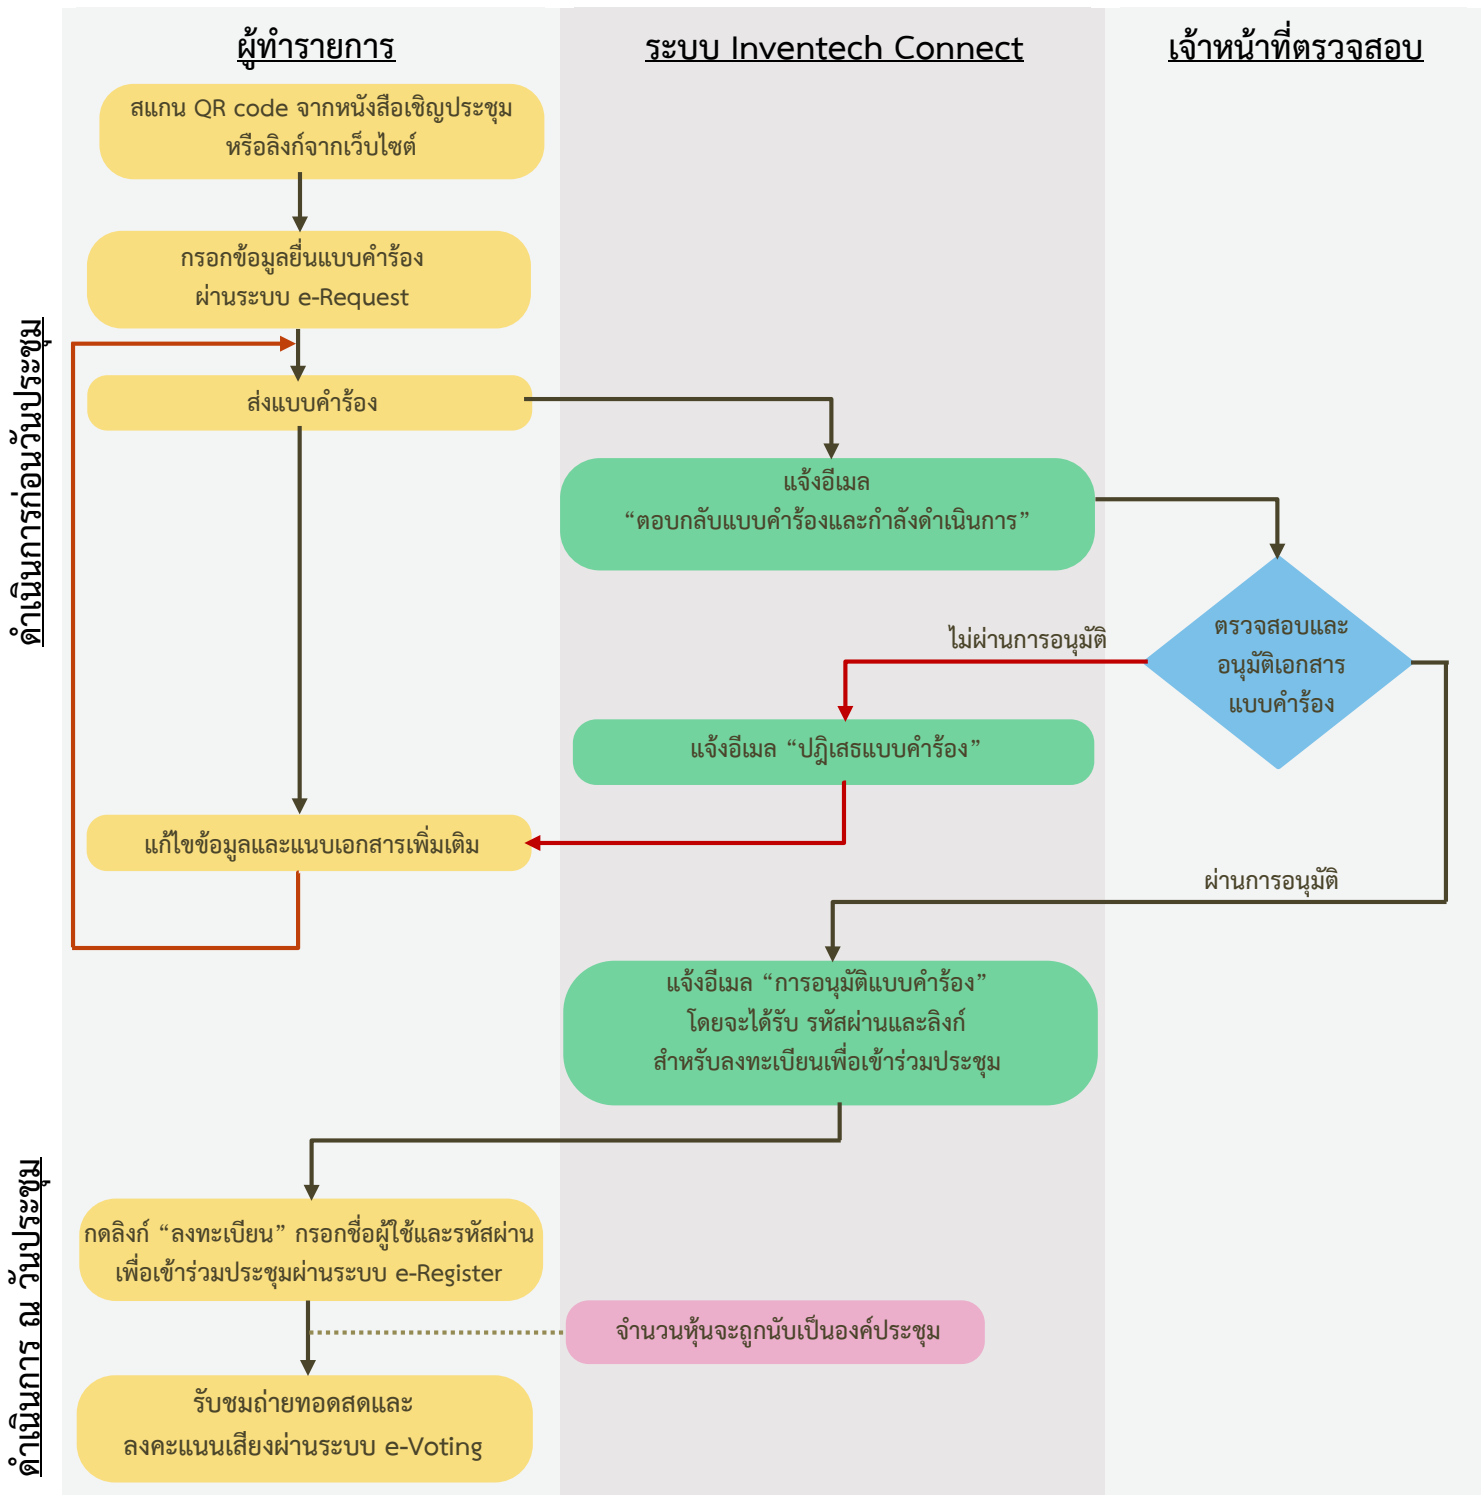 ผู้ทำรายการ
ระบบ Inventech Connect
เจ้าหน้าที่ตรวจสอบ
ดำเนินการก่อนวันประชุม
สแกน QR code จากหนังสือเชิญประชุม
หรือลิงก์จากเว็บไซต์
กรอกข้อมูลยื่นแบบคำร้อง
ผ่านระบบ e-Request
ส่งแบบคำร้อง
แจ้งอีเมล
“ตอบกลับแบบคำร้องและกำลังดำเนินการ”
ตรวจสอบและ
อนุมัติเอกสาร
แบบคำร้อง
ไม่ผ่านการอนุมัติ
แจ้งอีเมล “ปฎิเสธแบบคำร้อง”
แก้ไขข้อมูลและแนบเอกสารเพิ่มเติม
ผ่านการอนุมัติ
แจ้งอีเมล “การอนุมัติแบบคำร้อง”
โดยจะได้รับ รหัสผ่านและลิงก์
สำหรับลงทะเบียนเพื่อเข้าร่วมประชุม
ดำเนินการ ณ วันประชุม
กดลิงก์ “ลงทะเบียน” กรอกชื่อผู้ใช้และรหัสผ่าน
เพื่อเข้าร่วมประชุมผ่านระบบ e-Register
จำนวนหุ้นจะถูกนับเป็นองค์ประชุม
รับชมถ่ายทอดสดและ
ลงคะแนนเสียงผ่านระบบ e-Voting